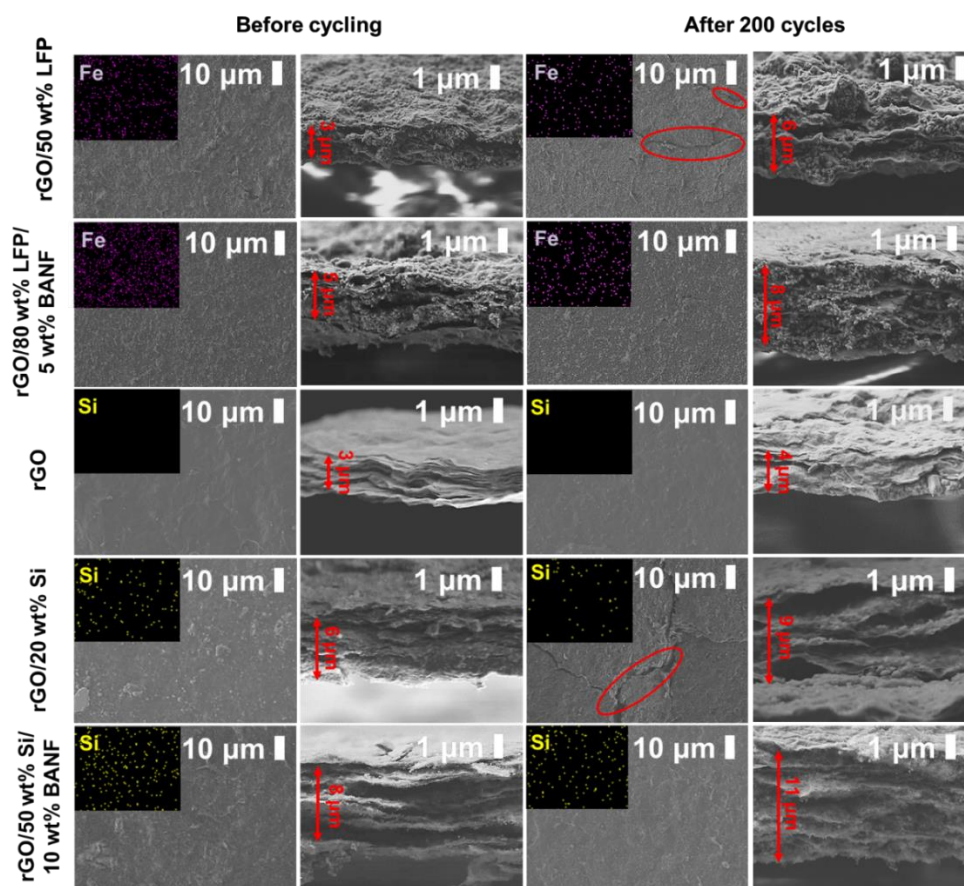 Before cycling
After 200 cycles
rGO/50 wt% LFP
Fe
10 µm
1 µm
3 µm
Fe
10 µm
1 µm
6 µm
rGO/80 wt% LFP/
5 wt% BANF
Fe
10 µm
1 µm
5 µm
Fe
10 µm
1 µm
8 µm
rGO
Si
10 µm
1 µm
3 µm
Si
10 µm
1 µm
4 µm
rGO/20 wt% Si
Si
10 µm
1 µm
6 µm
Si
10 µm
1 µm
9 µm
rGO/50 wt% Si/
10 wt% BANF
Si
10 µm
1 µm
8 µm
Si
10 µm
1 µm
11 µm